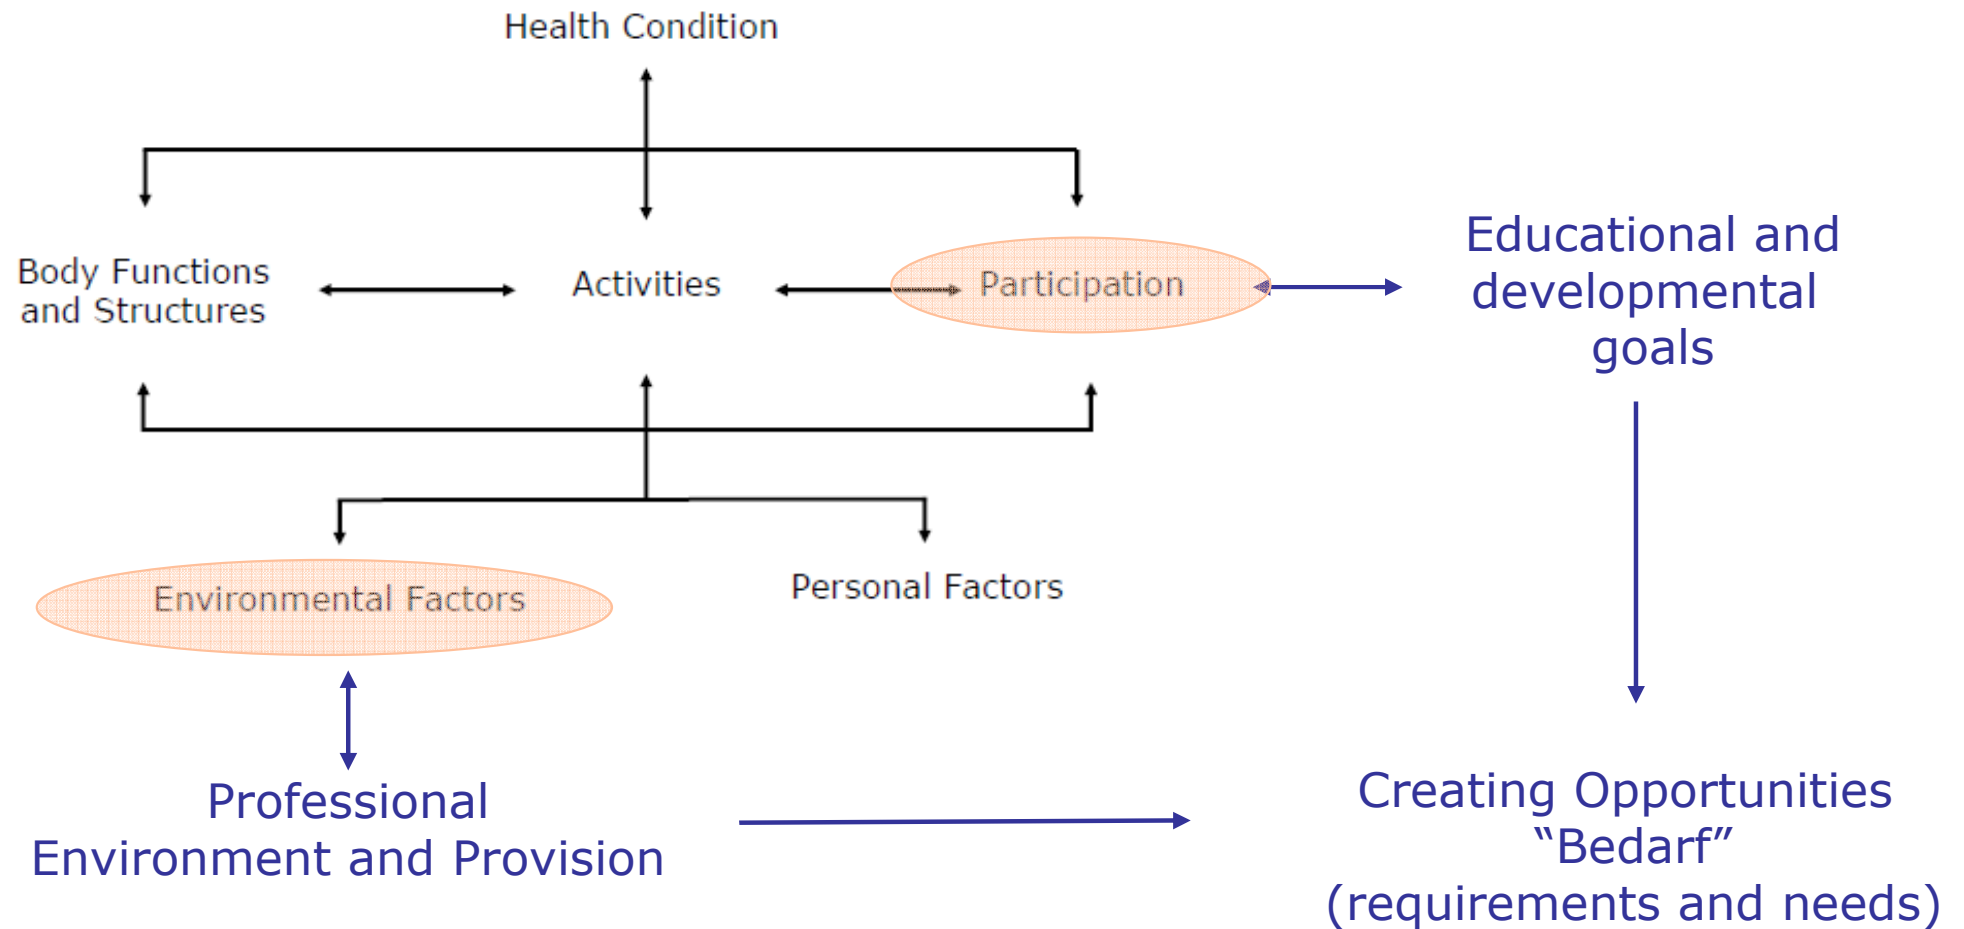 Health Condition
Body Functions
and Structures
Activities
Participation
Educational and
developmental
goals
Environmental Factors
Personal Factors
Professional
Environment and Provision
Creating Opportunities
“Bedarf”
(requirements and needs)